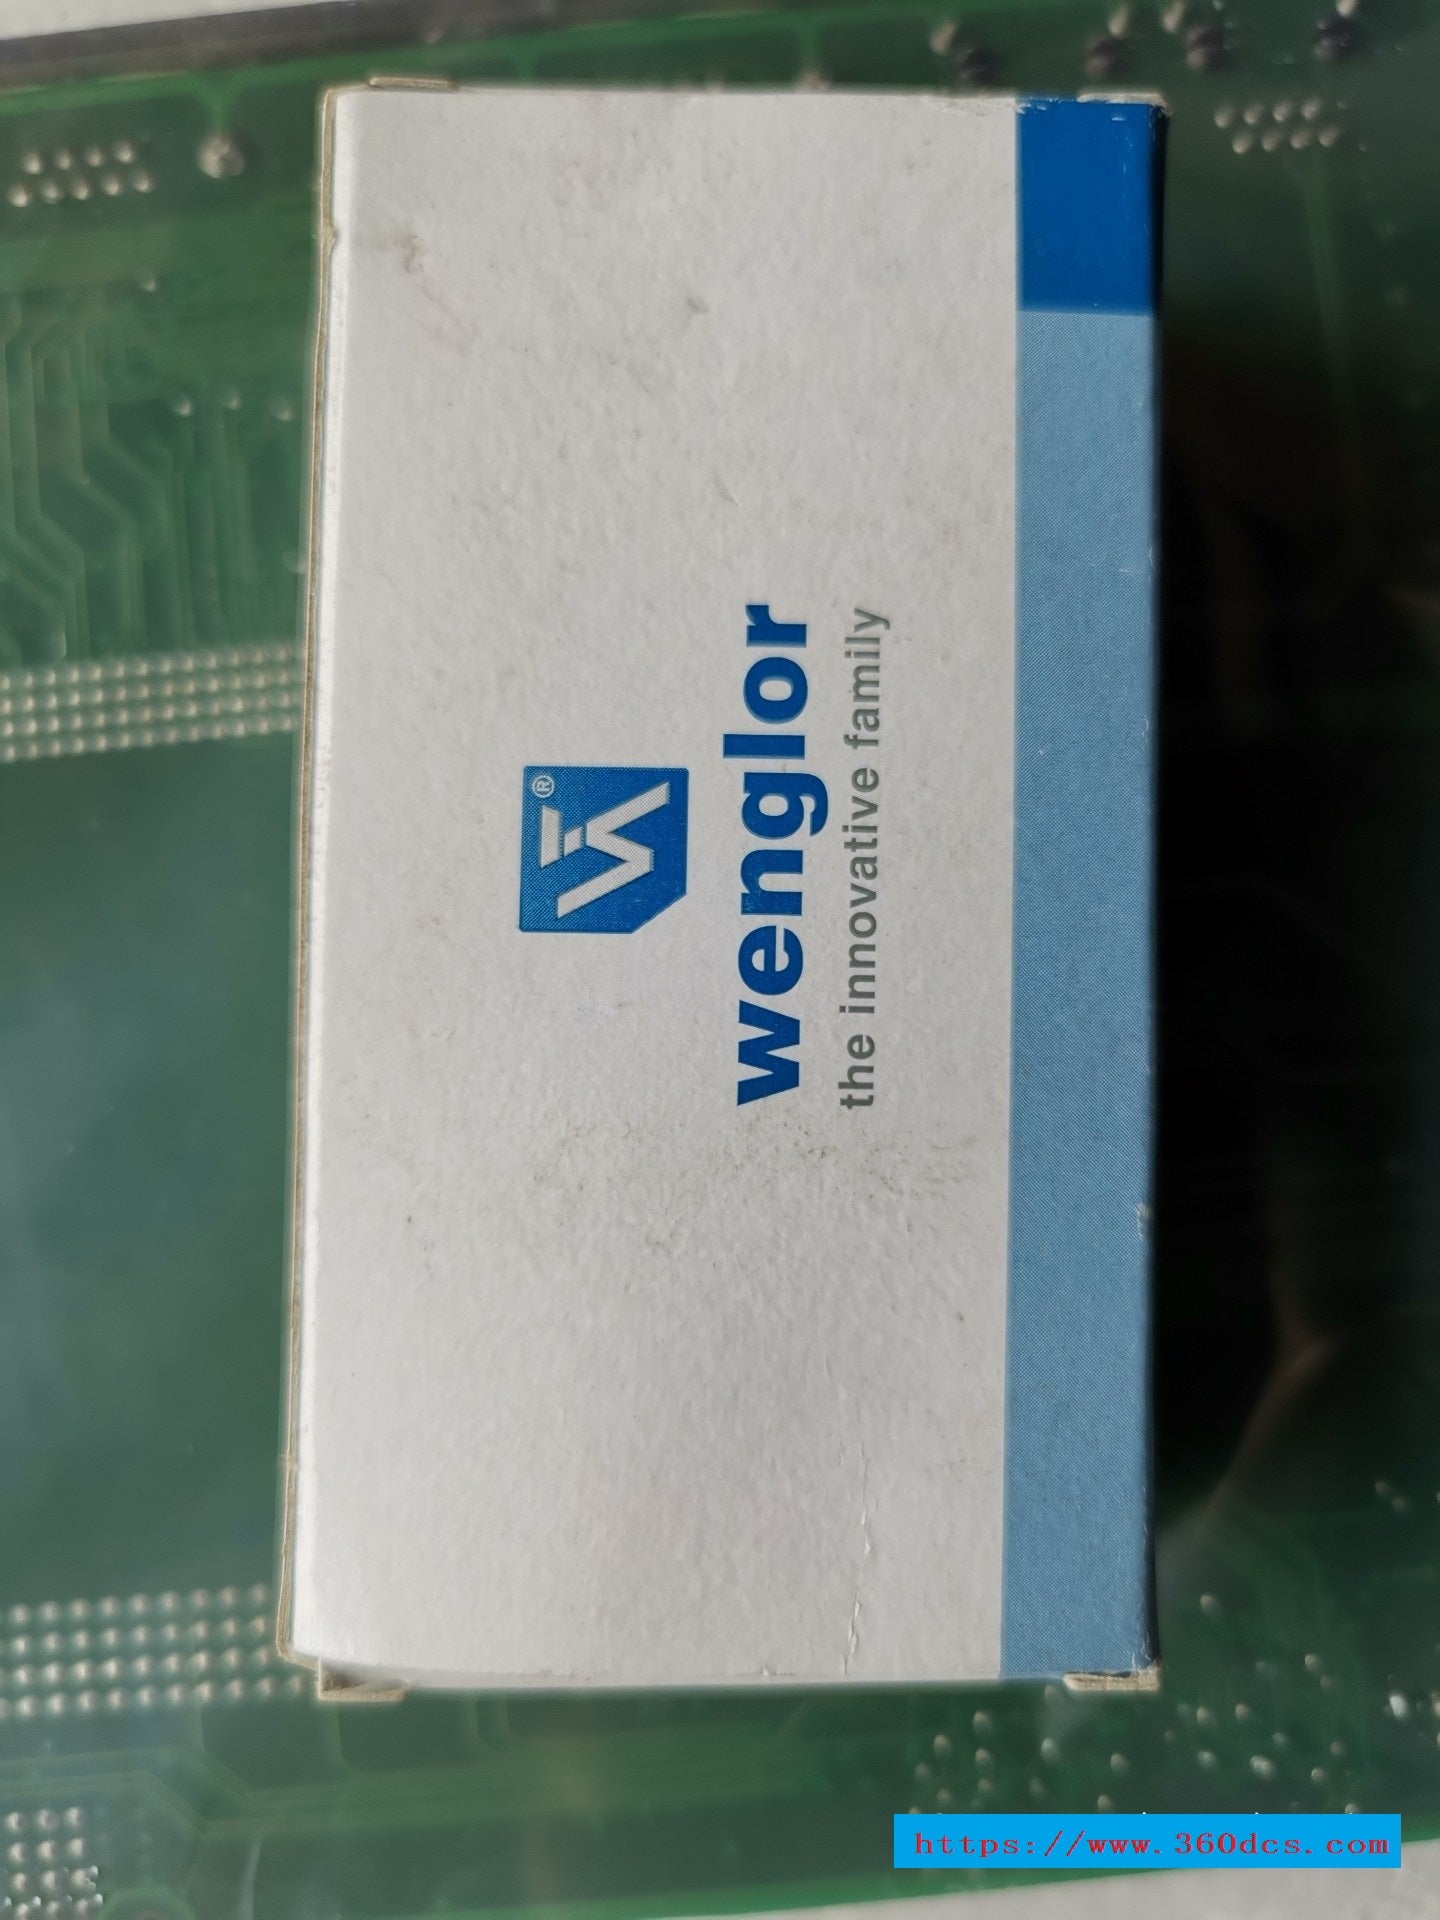 ®
wenglor
the innovative family
https://www.360dcs.com